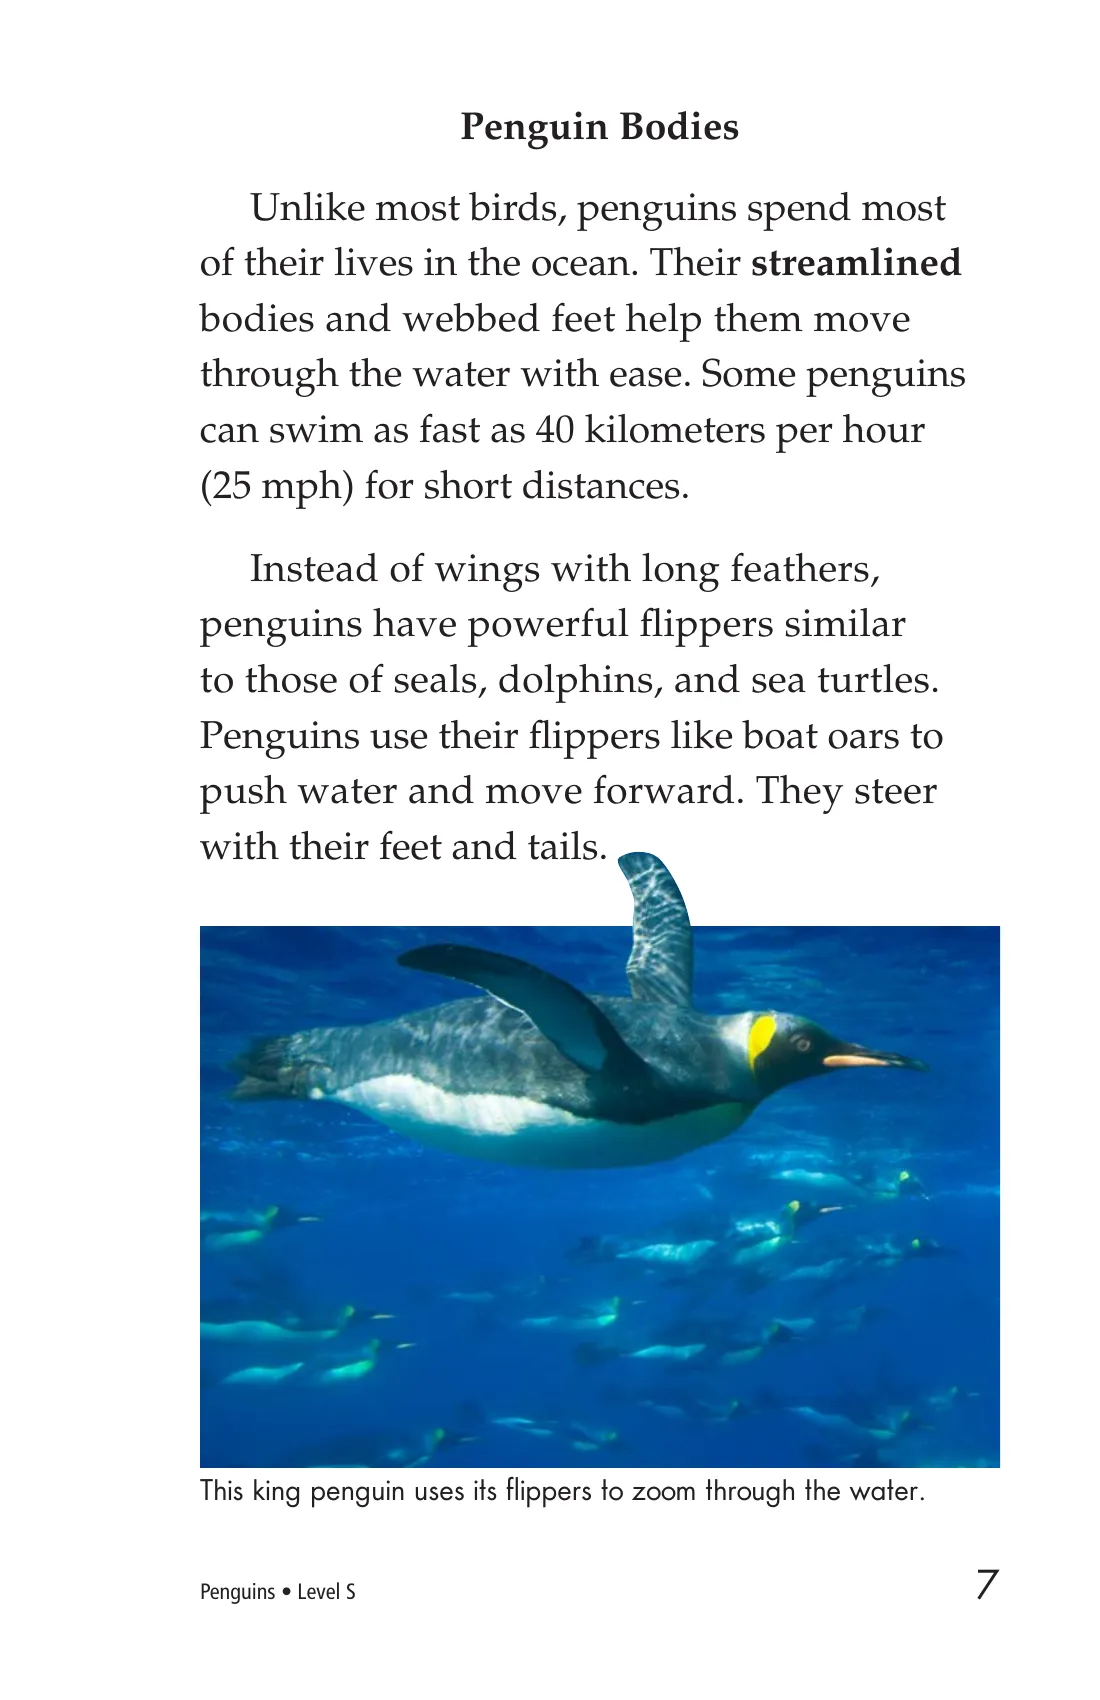 Penguin Bodies
Unlike most birds, penguins spend most
of their lives in the ocean. Their streamlined
bodies and webbed feet help them move
through the water with ease. Some penguins
can swim as fast as 40 kilometers per hour
(25 mph) for short distances.
Instead of wings with long feathers,
penguins have powerful flippers similar
to those of seals, dolphins, and sea turtles.
Penguins use their flippers like boat oars to
push water and move forward. They steer
with their feet and tails.
This king penguin uses its flippers to zoom through the water.
Penguins • Level S
7